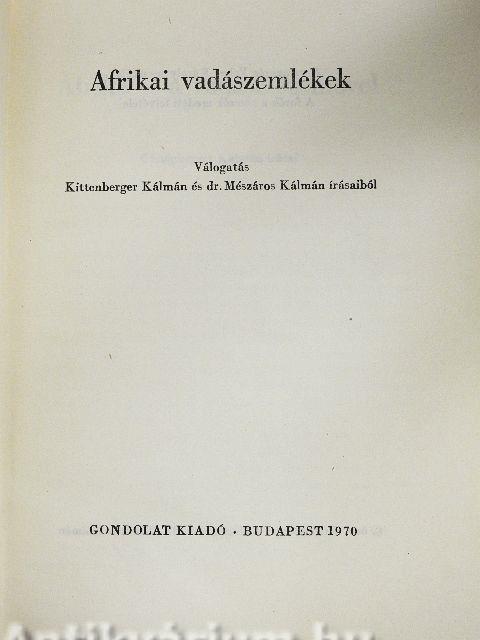 Afrikai vadászemlékek
Válogatás
Kittenberger Kálmán és dr. Mészáros Kálmán írásaiból
GONDOLAT KIADÓ · BUDAPEST 1970